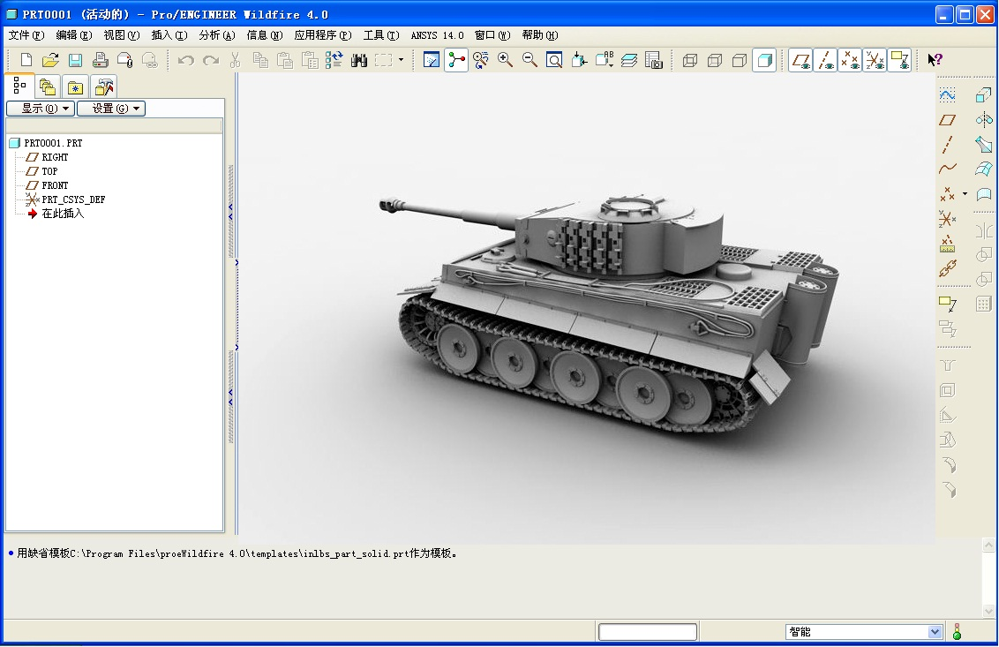 PRT0001 (活动的) - Pro/ENGINEER Wildfire 4.0
文件(F) 编辑(E) 视图(V) 插入(I) 分析(A) 信息(N) 应用程序(P) 工具(T) ANSYS 14.0 窗口(W) 帮助(H)
显示(O) 设置(G)
PRT0001.PRT
RIGHT
TOP
FRONT
PRT_CSYS_DEF
在此插入
用缺省模板C:\Program Files\proeWildfire 4.0\templates\inlbs_part_solid.prt作为模板。
智能